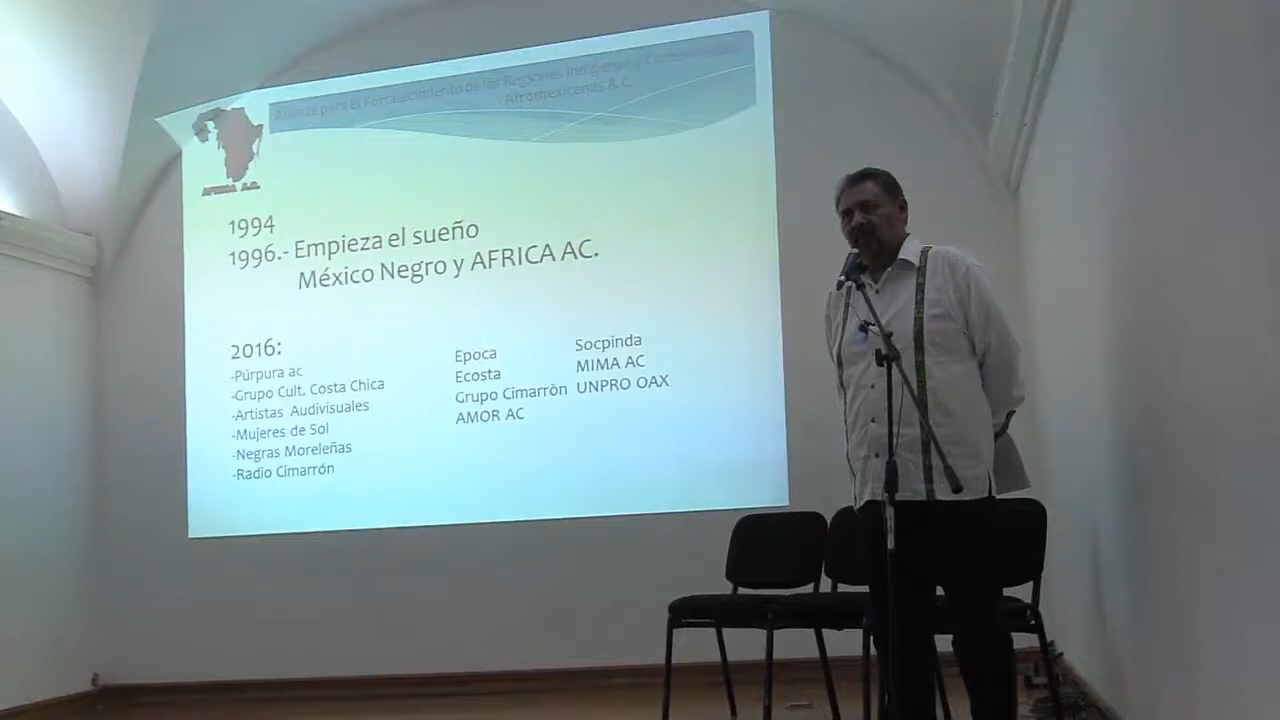 Alianza para el Fortalecimiento de las Regiones Indígenas y Comunidades
Afromexicanas A.C.
AFRICA A.C.
1994
1996.- Empieza el sueño
México Negro y AFRICA AC.
2016:
-Púrpura ac
-Grupo Cult. Costa Chica
-Artistas Audivisuales
-Mujeres de Sol
-Negras Moreleñas
-Radio Cimarrón
Epoca
Ecosta
Grupo Cimarròn
AMOR AC
Socpinda
MIMA AC
UNPRO OAX